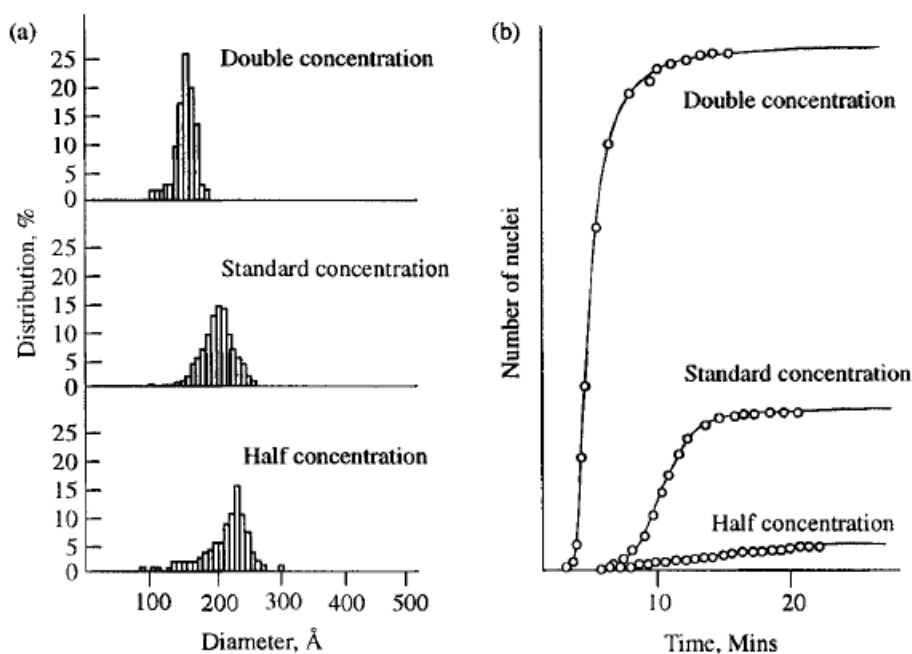 (a)
Double concentration
25
20
15
10
5
0
Standard concentration
25
20
15
10
5
0
Half concentration
25
20
15
10
5
0
Distribution, %
100 200 300 400 500
Diameter, Å
(b)
Double concentration
Standard concentration
Half concentration
Number of nuclei
10 20
Time, Mins